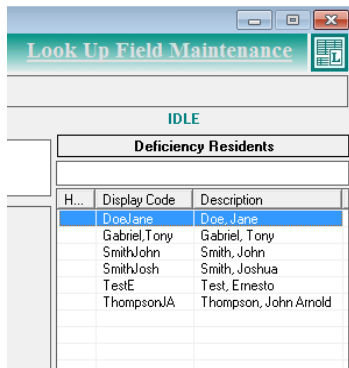 Look Up Field Maintenance
IDLE
Deficiency Residents
H... Display Code Description
DoeJane Doe, Jane
Gabriel,Tony Gabriel, Tony
SmithJohn Smith, John
SmithJosh Smith, Joshua
TestE Test, Ernesto
ThompsonJA Thompson, John Arnold